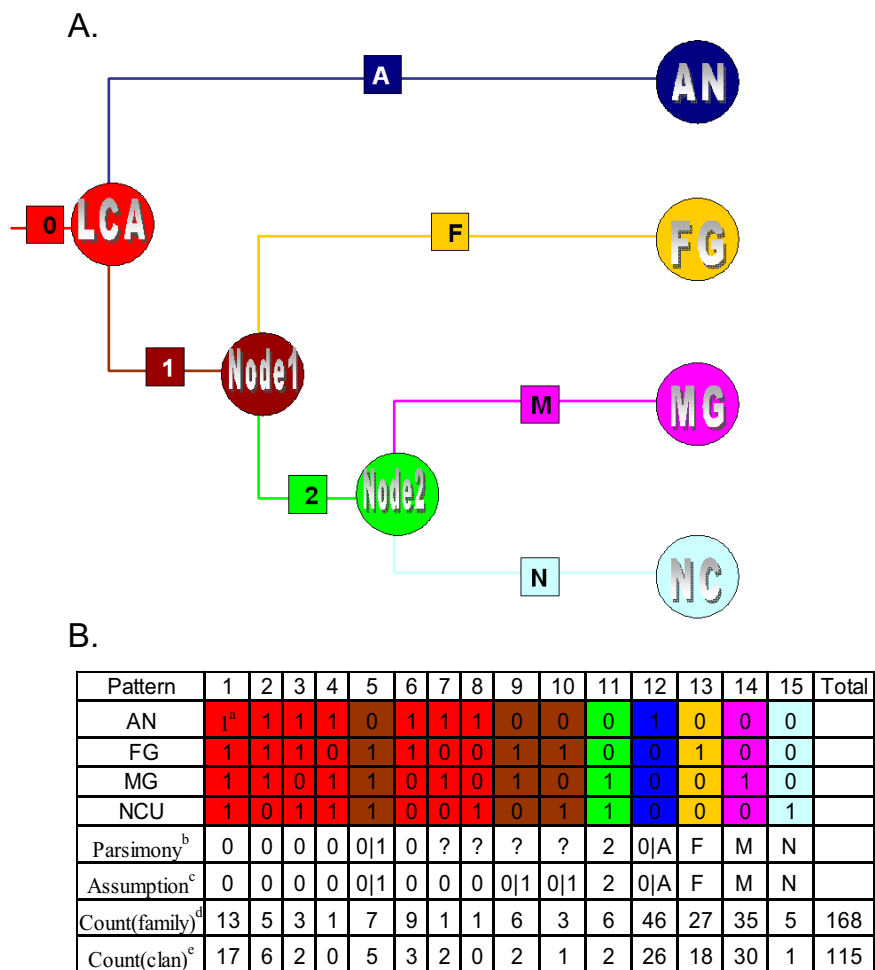 A.
A
AN
0
LCA
F
FG
1
Node1
M
MG
2
Node2
N
NC
B.
Pattern 1 2 3 4 5 6 7 8 9 10 11 12 13 14 15 Total
AN 1a 1 1 1 0 1 1 1 0 0 0 1 0 0 0
FG 1 1 1 0 1 1 0 0 1 1 0 0 1 0 0
MG 1 1 0 1 1 0 1 0 1 0 1 0 0 1 0
NCU 1 0 1 1 1 0 0 1 0 1 1 0 0 0 1
Parsimonyb 0 0 0 0 0|1 0 ? ? ? ? 2 0|A F M N
Assumptionc 0 0 0 0 0|1 0 0 0 0|1 0|1 2 0|A F M N
Count(family)d 13 5 3 1 7 9 1 1 6 3 6 46 27 35 5 168
Count(clan)e 17 6 2 0 5 3 2 0 2 1 2 26 18 30 1 115